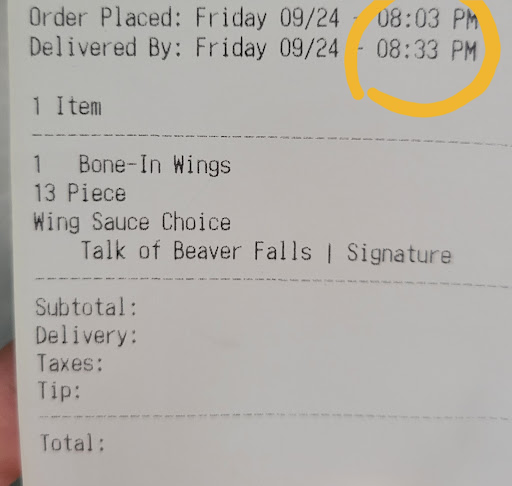 Order Placed: Friday 09/24 - 08:03 PM
Delivered By: Friday 09/24 - 08:33 PM
1 Item
1 Bone-In Wings
13 Piece
Wing Sauce Choice
Talk of Beaver Falls | Signature
Subtotal:
Delivery:
Taxes:
Tip:
Total: